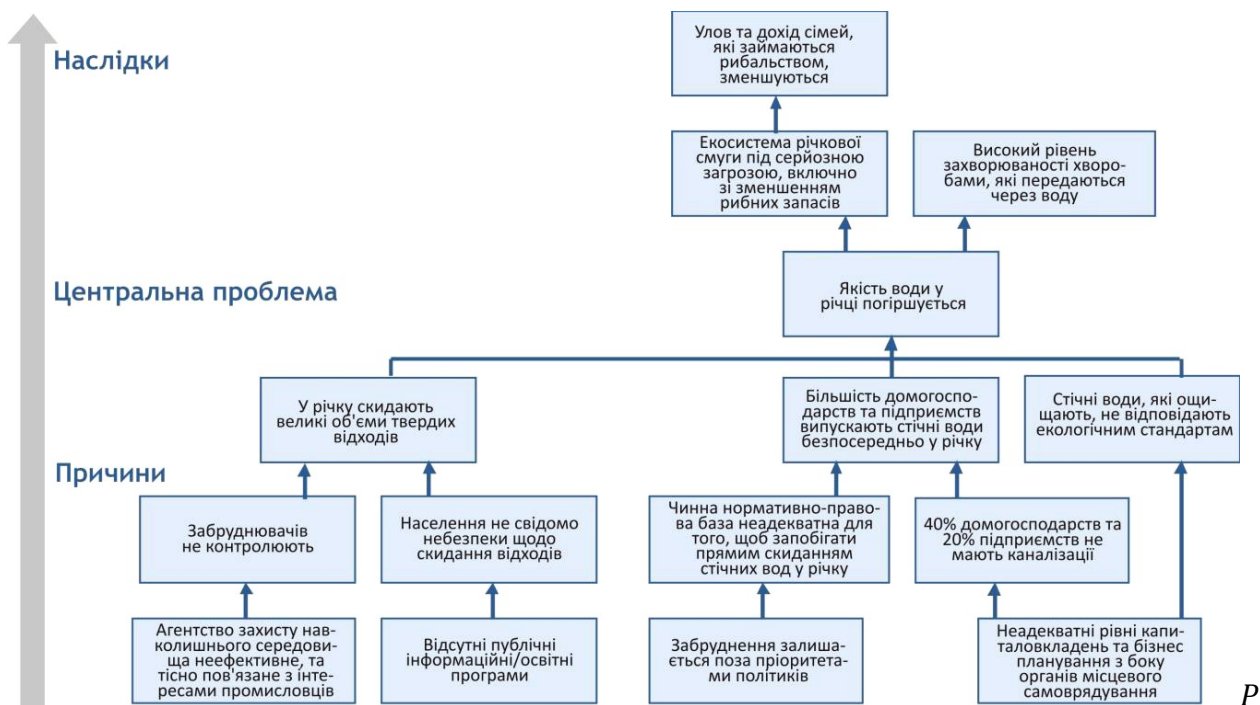 Наслідки
Улов та дохід сімей,
які займаються
рибальством,
зменшуються
Екосистема річкової
смуги під серйозною
загрозою, включно
зі зменшенням
рибних запасів
Високий рівень
захворюваності хворо-
бами, які передаються
через воду
Центральна проблема
Якість води у
річці погіршується
У річку скидають
великі об'єми твердих
відходів
Більшість домогоспо-
дарств та підприємств
випускають стічні води
безпосередньо у річку
Стічні води, які ощи-
щають, не відповідають
екологічним стандартам
Причини
Забруднювачів
не контролюють
Населення не свідомо
небезпеки щодо
скидання відходів
Чинна нормативно-право-
ва база неадекватна для
того, щоб запобігати
прямим скиданням
стічних вод у річку
40% домогосподарств та
20% підприємств не
мають каналізації
Агентство захисту нав-
колишнього середови-
ща неефективне, та
тісно пов'язане з інте-
ресами промисловців
Відсутні публічні
інформаційні/освітні
програми
Забруднення залиша-
ється поза пріоритета-
ми політиків
Неадекватні рівні капи-
таловкладень та бізнес
планування з боку
органів місцевого
самоврядування
Р